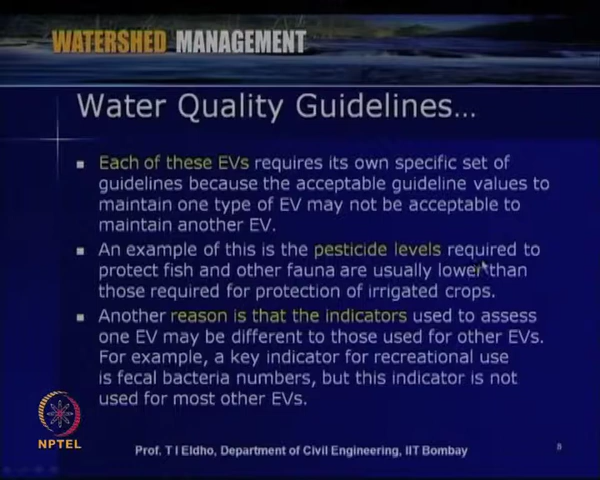 WATERSHED MANAGEMENT
Water Quality Guidelines...
Each of these EVs requires its own specific set of
guidelines because the acceptable guideline values to
maintain one type of EV may not be acceptable to
maintain another EV.
An example of this is the pesticide levels required to
protect fish and other fauna are usually lower than
those required for protection of irrigated crops.
Another reason is that the indicators used to assess
one EV may be different to those used for other EVs.
For example, a key indicator for recreational use
is fecal bacteria numbers, but this indicator is not
used for most other EVs.
NPTEL
Prof. T I Eldho, Department of Civil Engineering, IIT Bombay
8